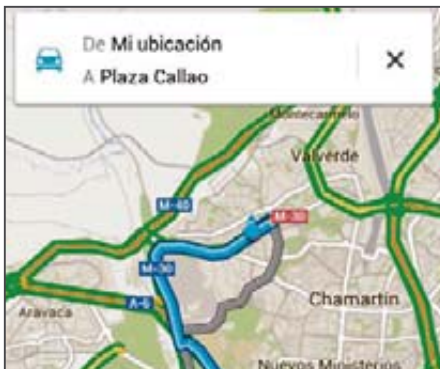 De Mi ubicación
A Plaza Callao
Montecarmelo
Valverde
M-40
M-30
M-30
A-6
Chamartín
Aravaca
Nuevos Ministerios